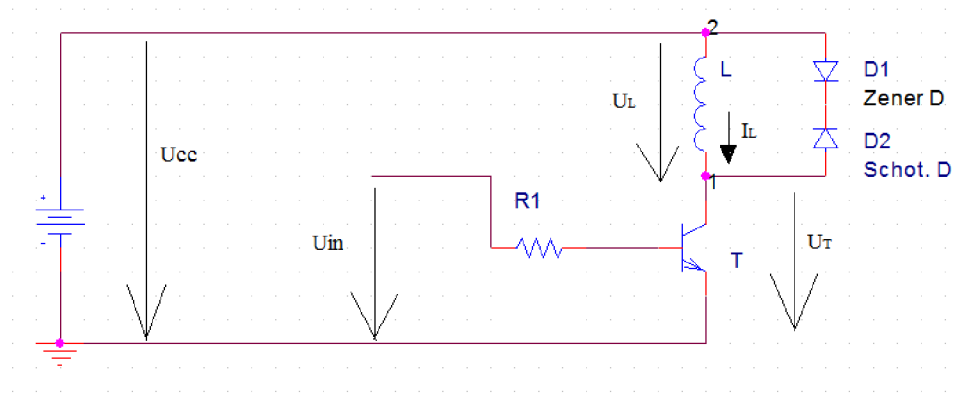 2
L
D1
Zener D
UL
Ucc
IL
D2
Schot. D
1
+
R1
Uin
UT
-
T